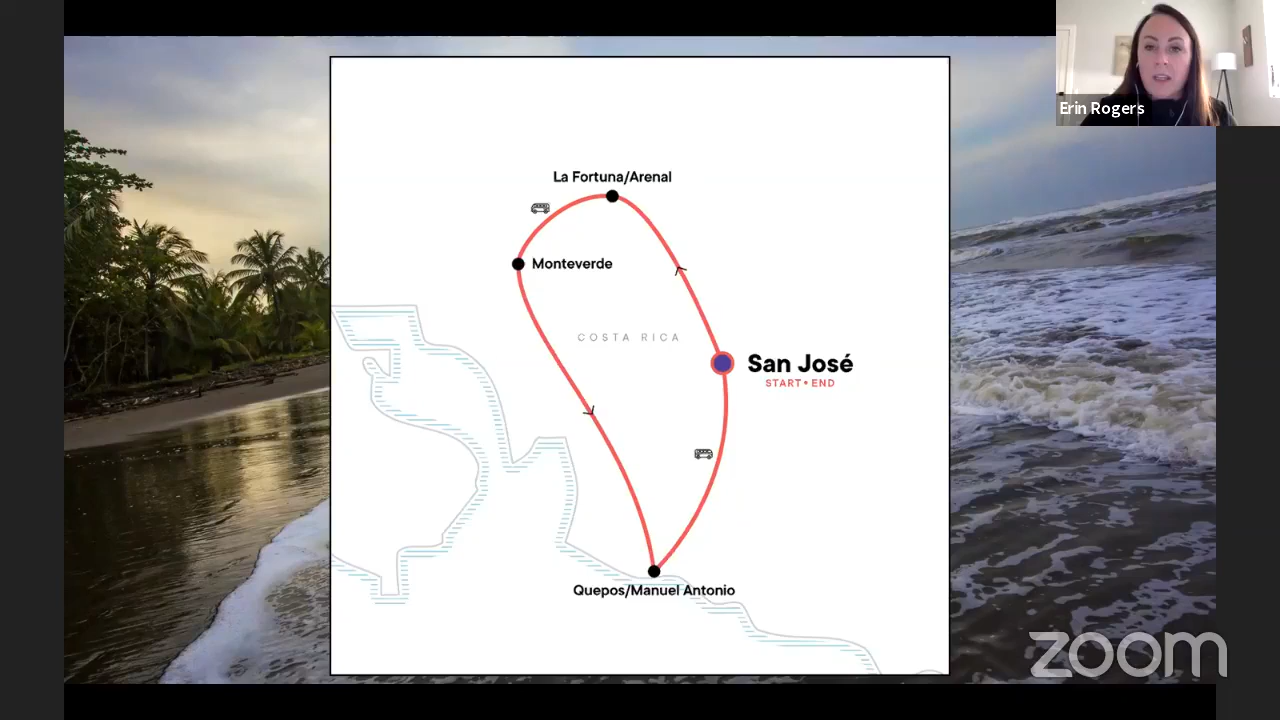 Erin Rogers
La Fortuna/Arenal
Monteverde
COSTA RICA
San José
START • END
Quepos/Manuel Antonio
zoom